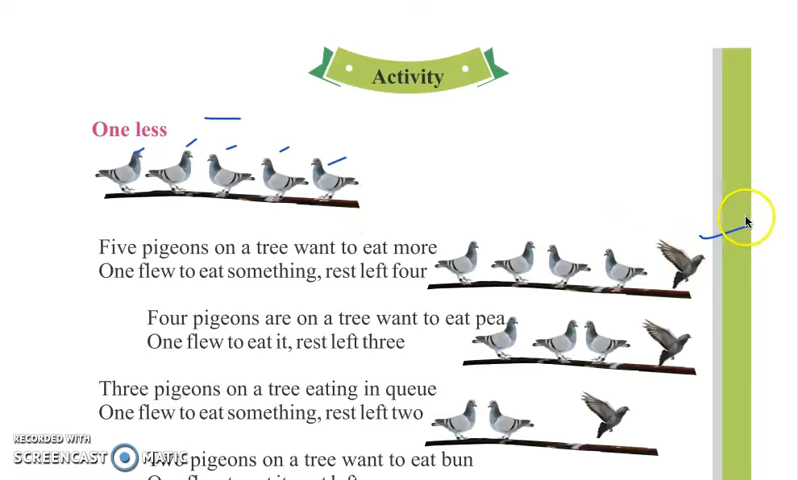 Activity
One less
Five pigeons on a tree want to eat more
One flew to eat something, rest left four
Four pigeons are on a tree want to eat pea
One flew to eat it, rest left three
Three pigeons on a tree eating in queue
One flew to eat something, rest left two
RECORDED WITH
SCREENCAST MATIC
Two pigeons on a tree want to eat bun